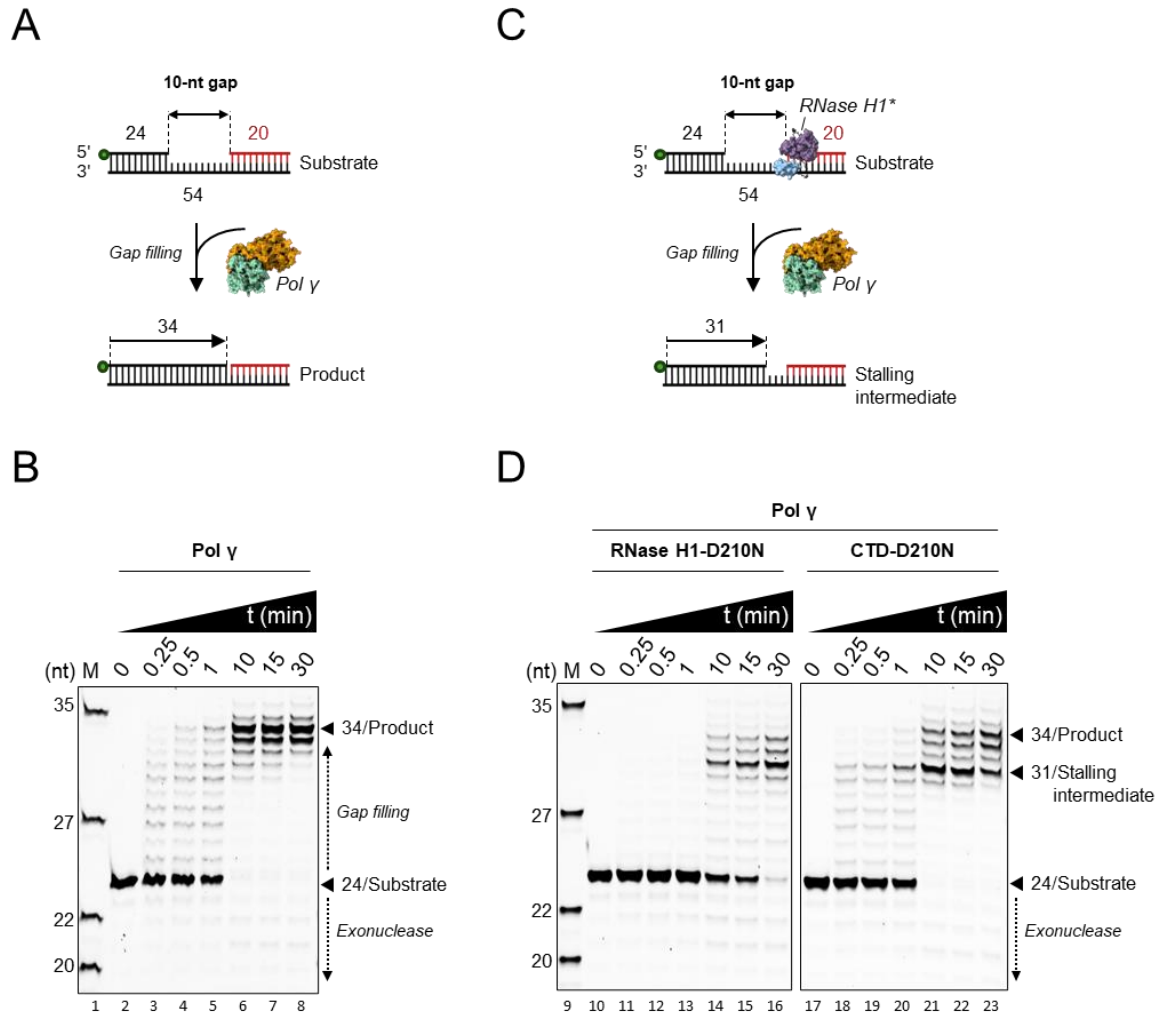 A
10-nt gap
24
20
5'
3'
Substrate
54
Gap filling
Pol γ
34
Product
C
10-nt gap
RNase H1*
24
20
5'
3'
Substrate
54
Gap filling
Pol γ
31
Stalling
intermediate
B
Pol γ
t (min)
(nt) M 0 0.25 0.5 1 10 15 30
35
34/Product
Gap filling
27
24/Substrate
22
Exonuclease
20
1 2 3 4 5 6 7 8
D
Pol γ
RNase H1-D210N CTD-D210N
t (min) t (min)
(nt) M 0 0.25 0.5 1 10 15 30 0 0.25 0.5 1 10 15 30
35
34/Product
31/Stalling
intermediate
27
24/Substrate
22
Exonuclease
20
9 10 11 12 13 14 15 16 17 18 19 20 21 22 23